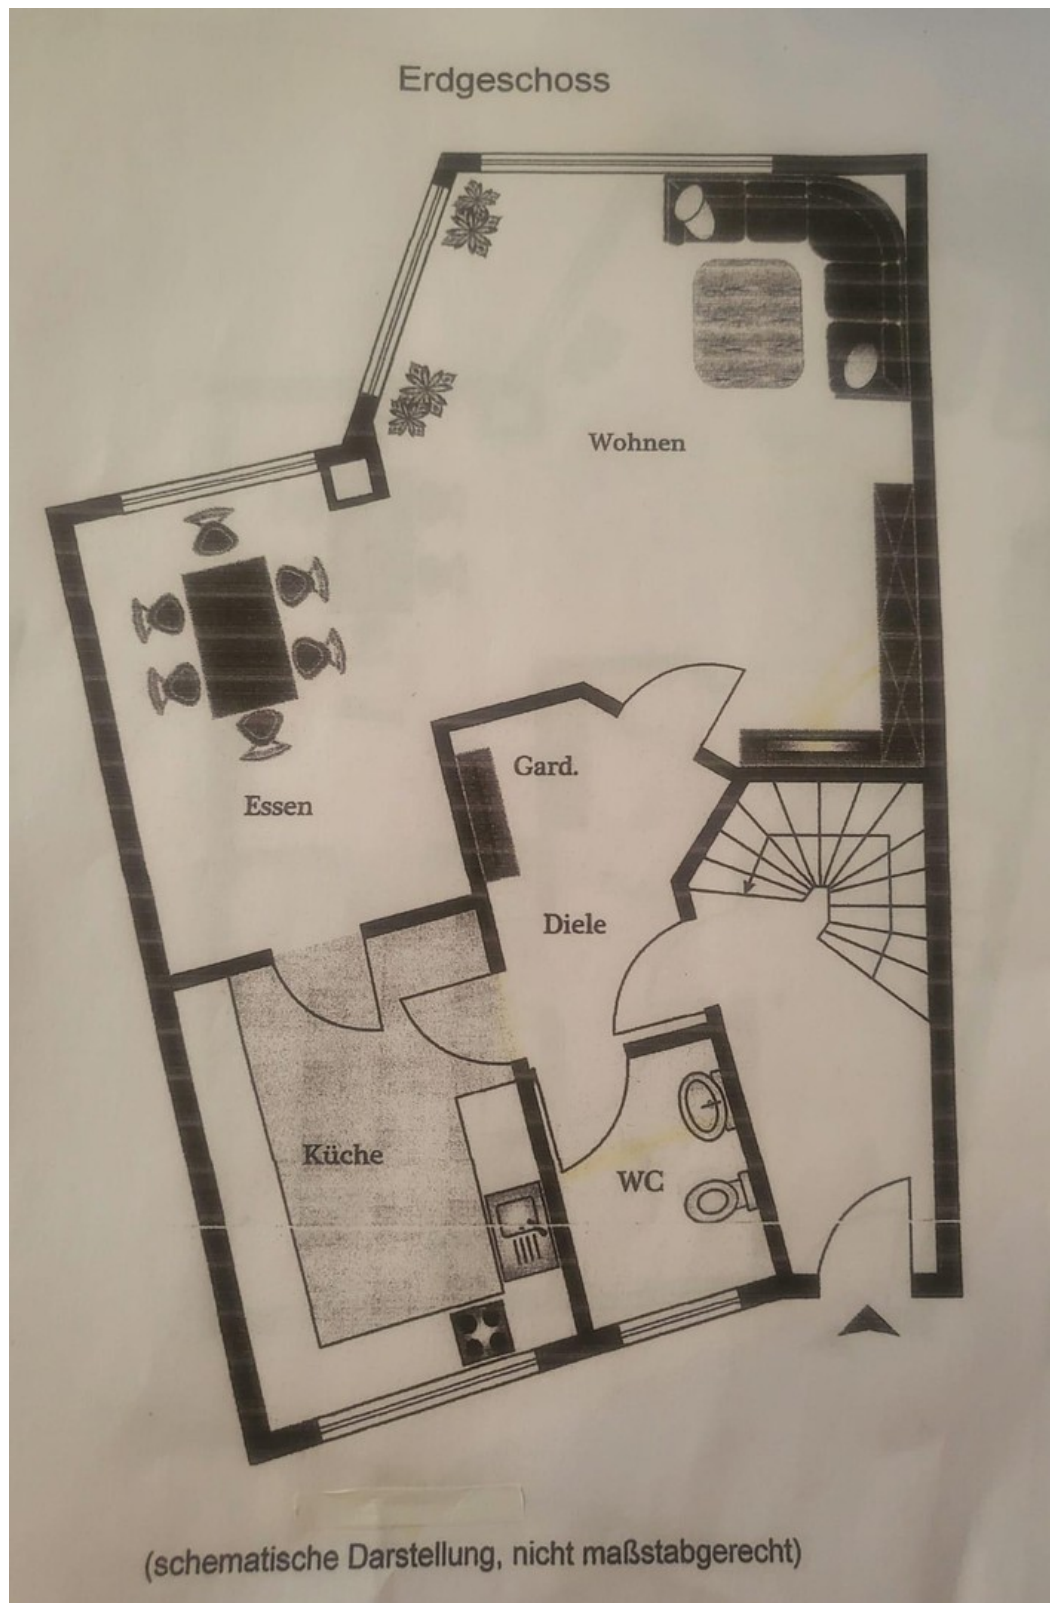 Erdgeschoss
Wohnen
Gard.
Essen
Diele
Küche
WC
(schematische Darstellung, nicht maßstabgerecht)